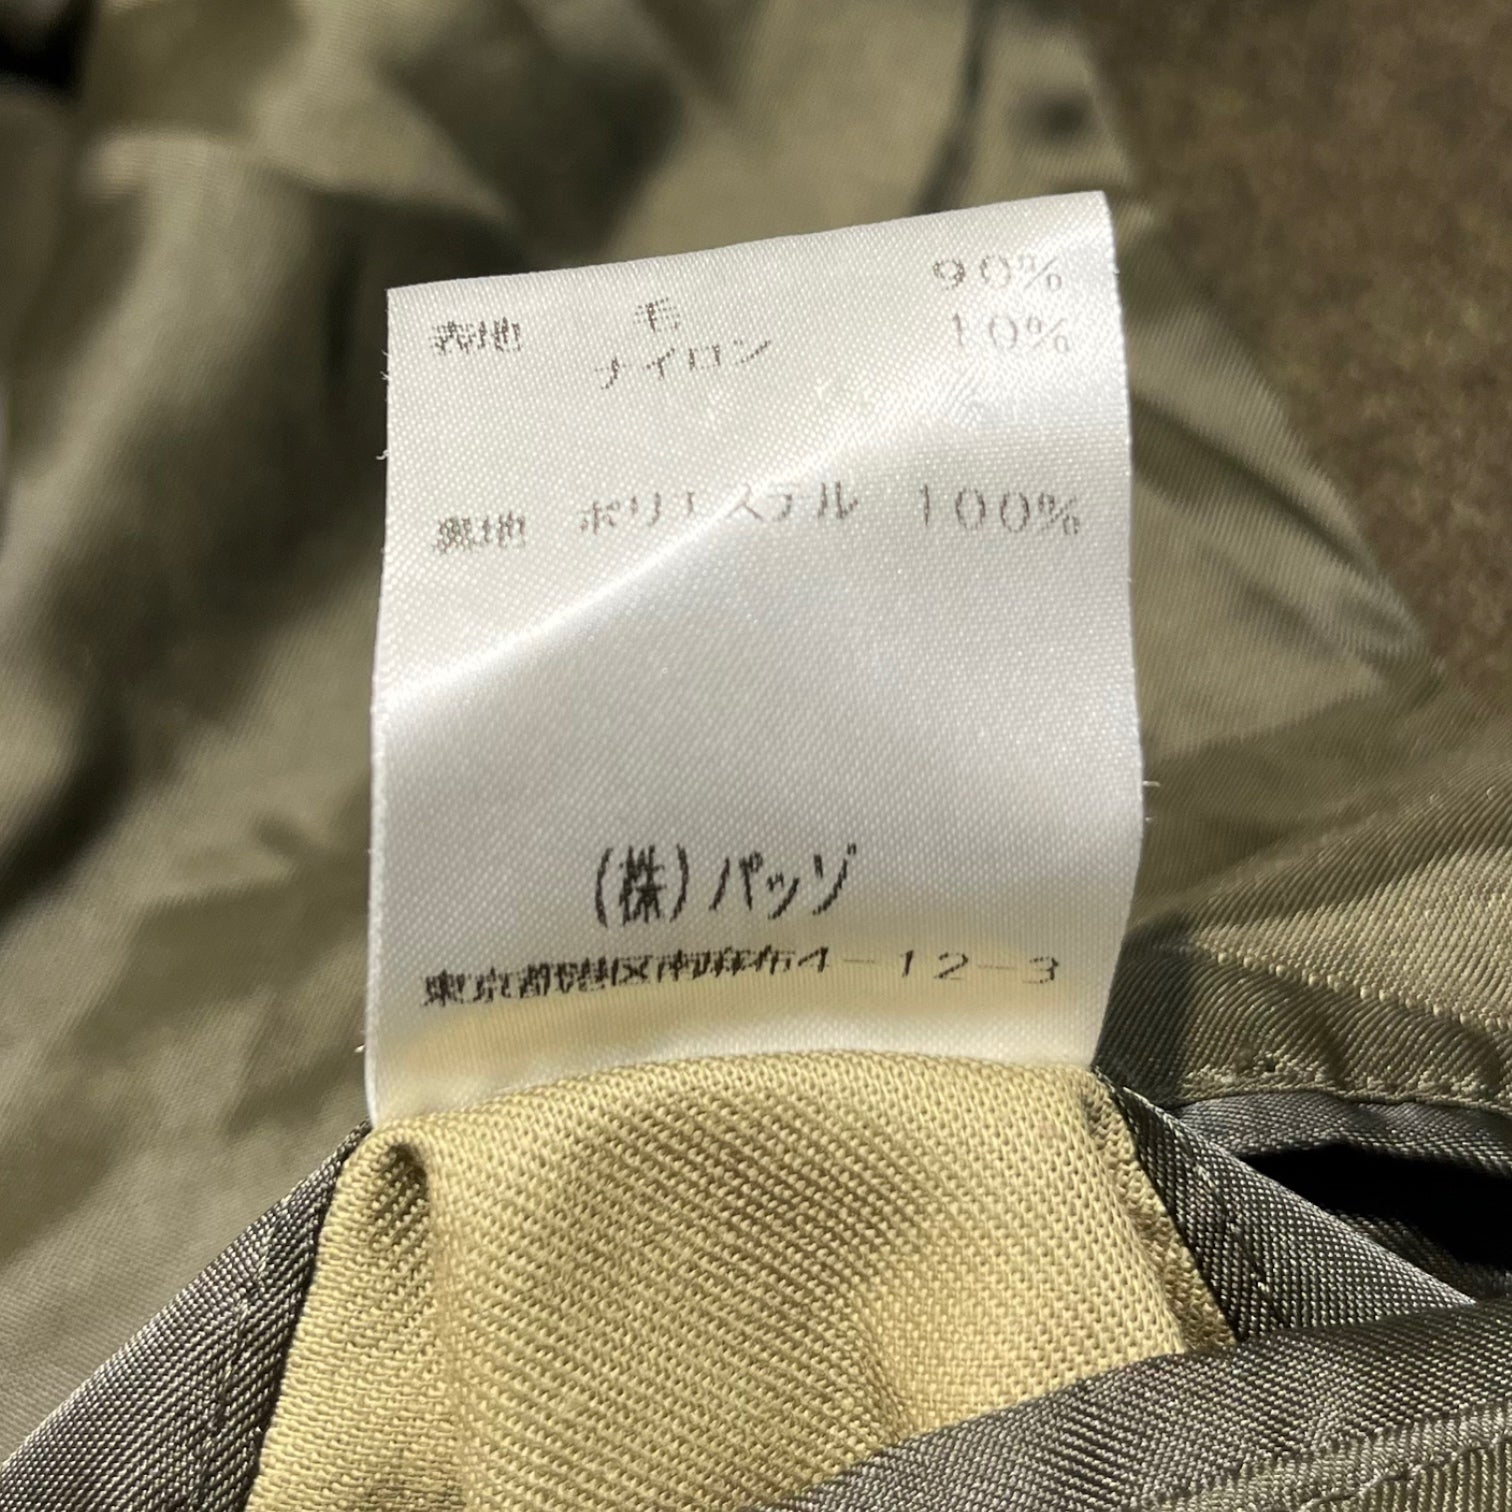 表地 毛 90%
ナイロン 10%
裏地 ポリエステル 100%
(株)パッゾ
東京都港区南麻布4-12-3